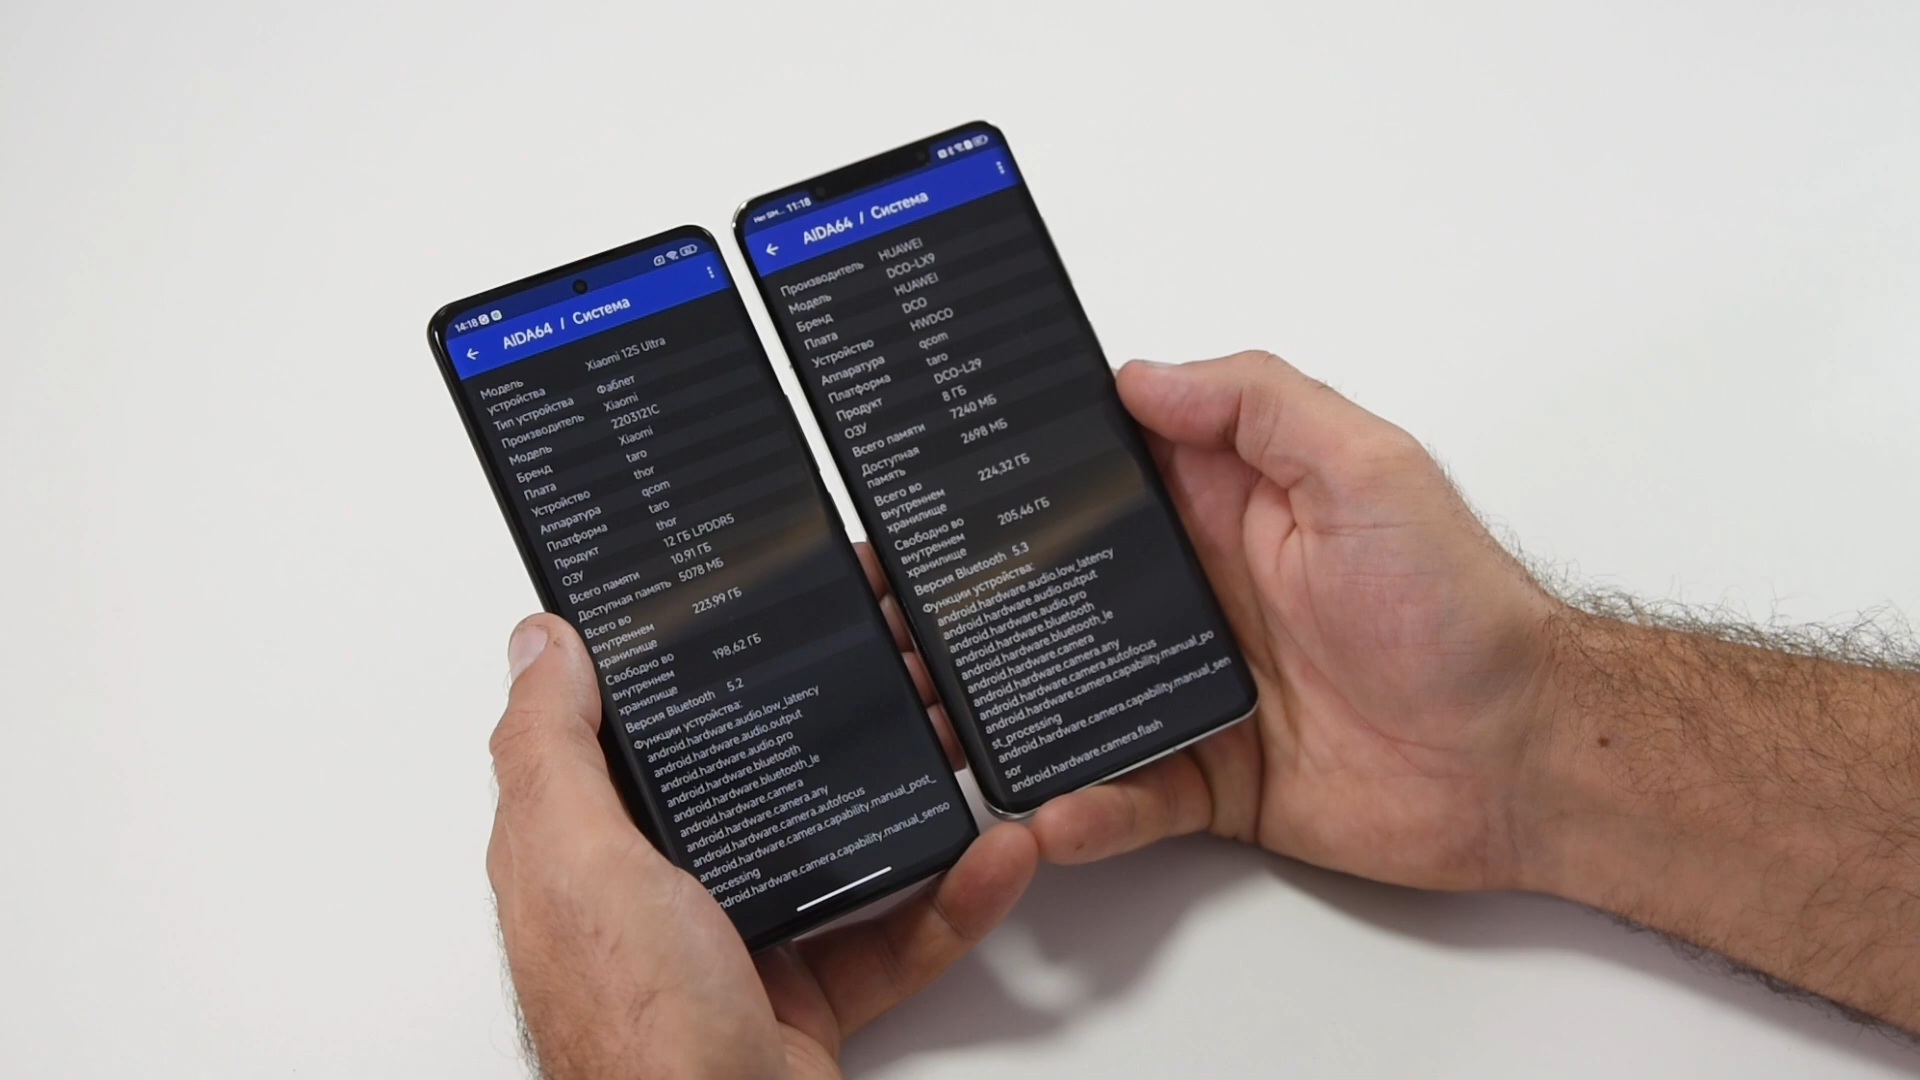 14:18
AIDA64 / Система
Модель устройства Xiaomi 12S Ultra
Тип устройства Фаблет
Производитель Xiaomi
Модель 2203121C
Бренд Xiaomi
Плата taro
Устройство thor
Аппаратура qcom
Платформа taro
Продукт thor
ОЗУ 12 ГБ LPDDR5
Всего памяти 10,91 ГБ
Доступная память 5078 МБ
Всего во внутреннем хранилище 223,99 ГБ
Свободно во внутреннем хранилище 198,62 ГБ
Версия Bluetooth 5.2
Функции устройства:
android.hardware.audio.low_latency
android.hardware.audio.output
android.hardware.audio.pro
android.hardware.bluetooth
android.hardware.bluetooth_le
android.hardware.camera
android.hardware.camera.any
android.hardware.camera.autofocus
android.hardware.camera.capability.manual_post_
processing
android.hardware.camera.capability.manual_senso
Нет SIM... 11:18
AIDA64 / Система
Производитель HUAWEI
Модель DCO-LX9
Бренд HUAWEI
Плата DCO
Устройство HWDCO
Аппаратура qcom
Платформа taro
Продукт DCO-L29
ОЗУ 8 ГБ
Всего памяти 7240 МБ
Доступная память 2698 МБ
Всего во внутреннем хранилище 224,32 ГБ
Свободно во внутреннем хранилище 205,46 ГБ
Версия Bluetooth 5.3
Функции устройства:
android.hardware.audio.low_latency
android.hardware.audio.output
android.hardware.audio.pro
android.hardware.bluetooth
android.hardware.bluetooth_le
android.hardware.camera
android.hardware.camera.any
android.hardware.camera.autofocus
android.hardware.camera.capability.manual_po
st_processing
android.hardware.camera.capability.manual_sen
sor
android.hardware.camera.flash